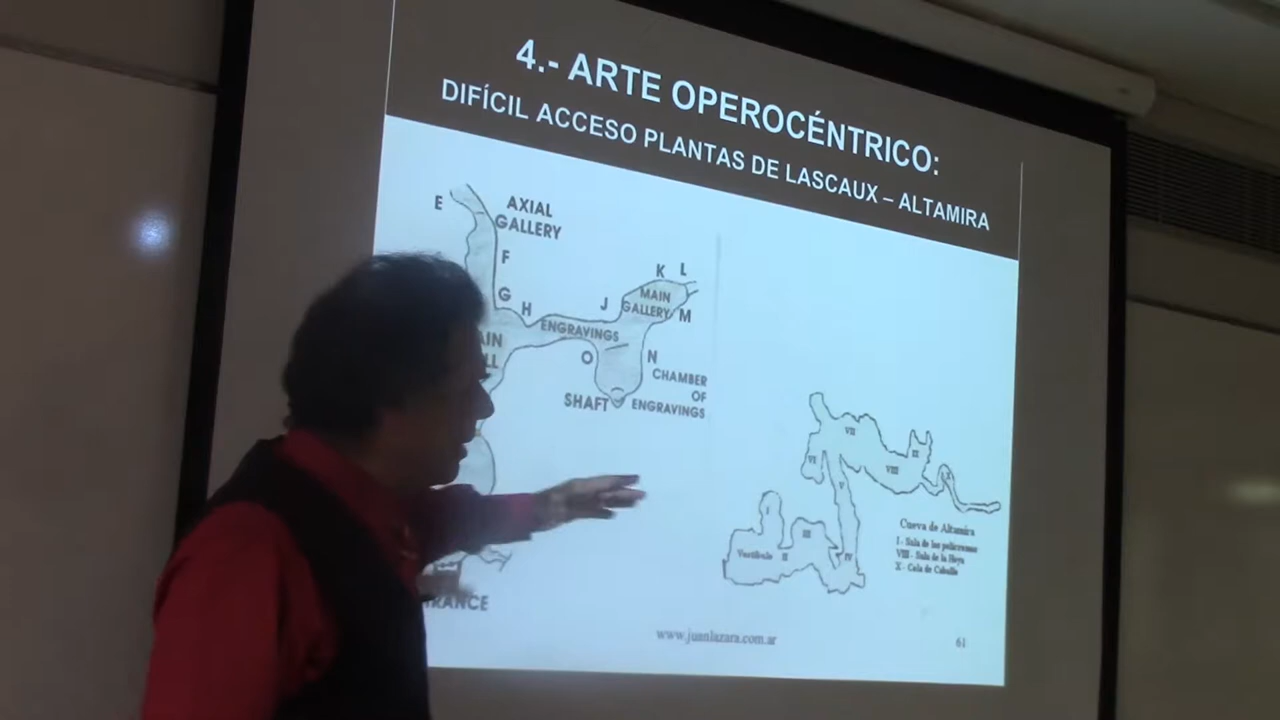 4.- ARTE OPEROCÉNTRICO:
DIFÍCIL ACCESO PLANTAS DE LASCAUX – ALTAMIRA
E
AXIAL
GALLERY
F
G
H
ENGRAVINGS
J
K
L
MAIN
GALLERY
M
O
N
CHAMBER
OF
ENGRAVINGS
SHAFT
AIN
LL
TRANCE
VII
VI
VIII
IX
X
V
I
III
Vestíbulo
II
IV
Cueva de Altamira
I - Sala de los policromos
VIII - Sala de la Hoya
X - Cola de Caballo
www.juanlazara.com.ar
61